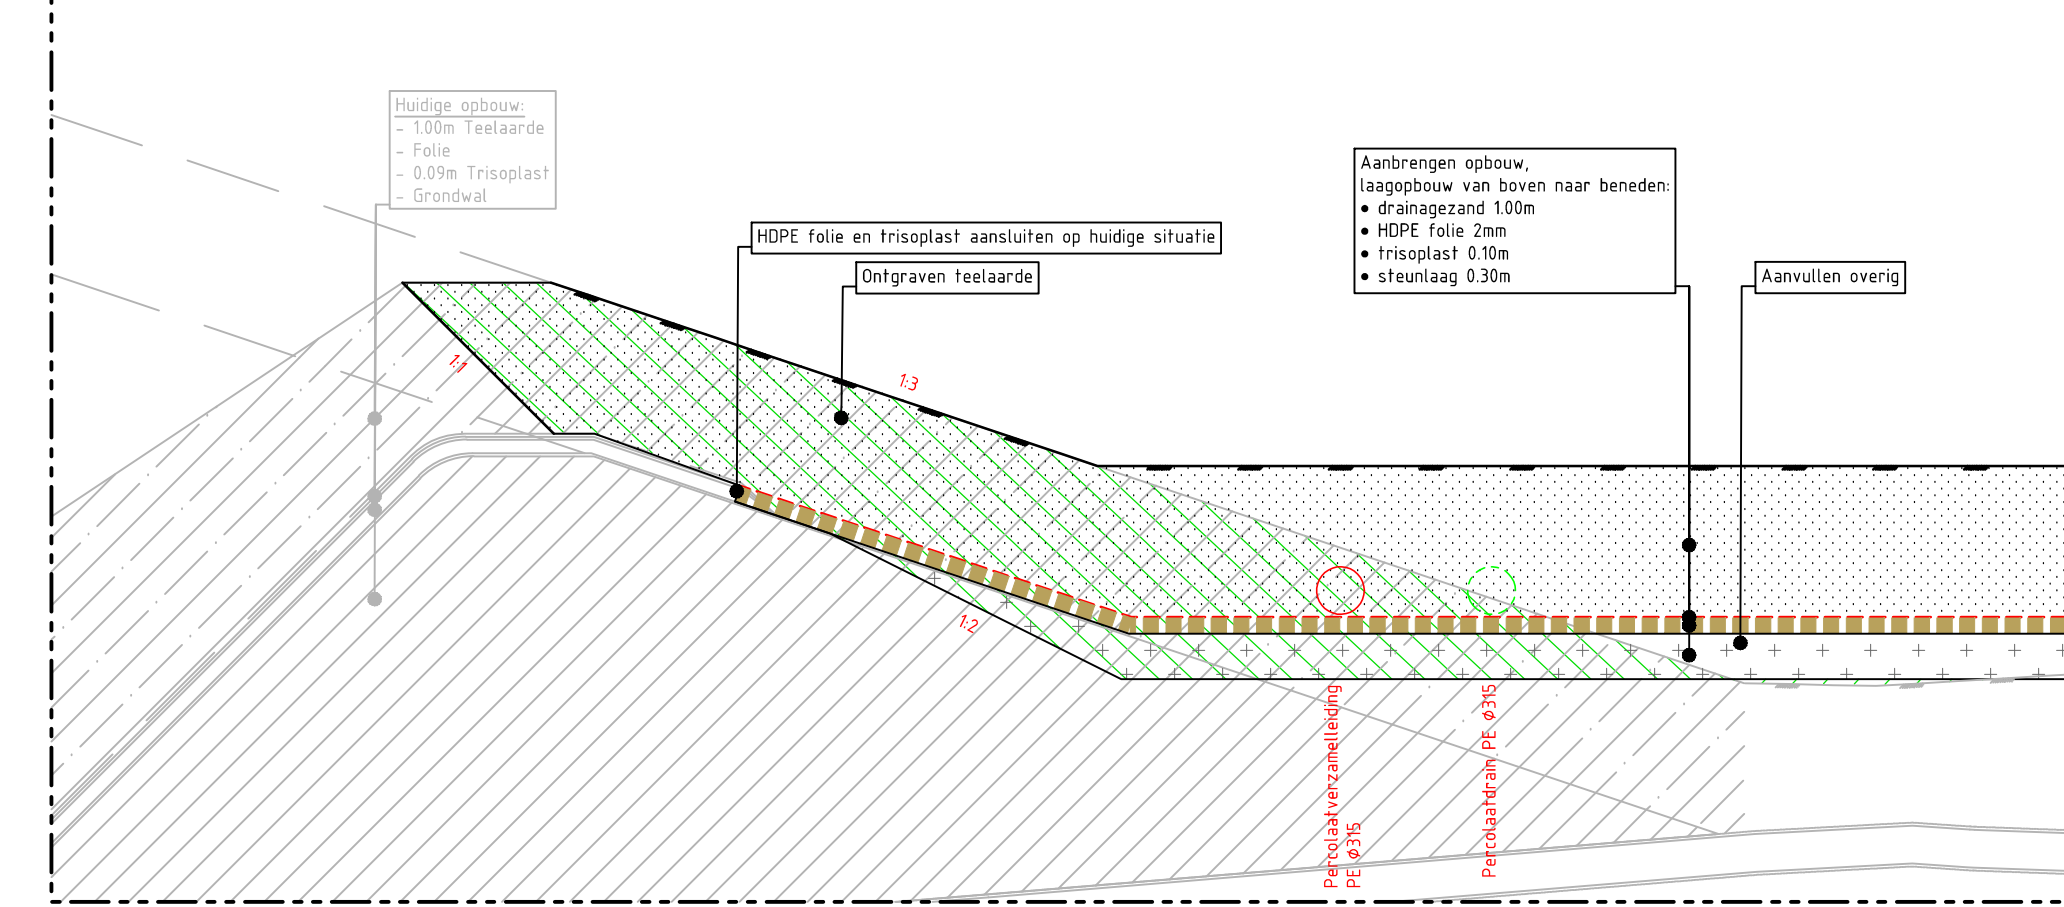 Huidige opbouw:
- 1.00m Teelaarde
- Folie
- 0.09m Trisoplast
- Grondwal
HDPE folie en trisoplast aansluiten op huidige situatie
Ontgraven teelaarde
Aanbrengen opbouw,
laagopbouw van boven naar beneden:
• drainagezand 1.00m
• HDPE folie 2mm
• trisoplast 0.10m
• steunlaag 0.30m
Aanvullen overig
1:1
1:3
1:2
Percolaatverzamelleiding
PE ϕ315
Percolaatdrain PE ϕ315